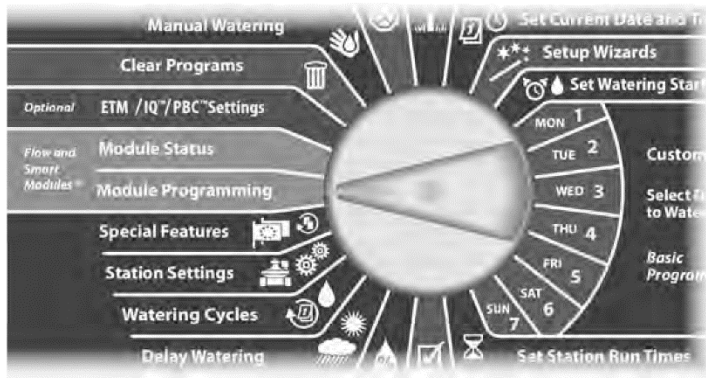 Manual Watering
Clear Programs
Optional ETM /IQ™/PBC™Settings
Flow and
Smart
Modules
Module Status
Module Programming
Special Features
Station Settings
Watering Cycles
Delay Watering
Set Current Date and
Setup Wizards
Set Watering Start
MON 1
TUE 2
WED 3
THU 4
FRI 5
SAT 6
SUN 7
Custom
Select
to Water
Basic
Program
Set Station Run Times
%